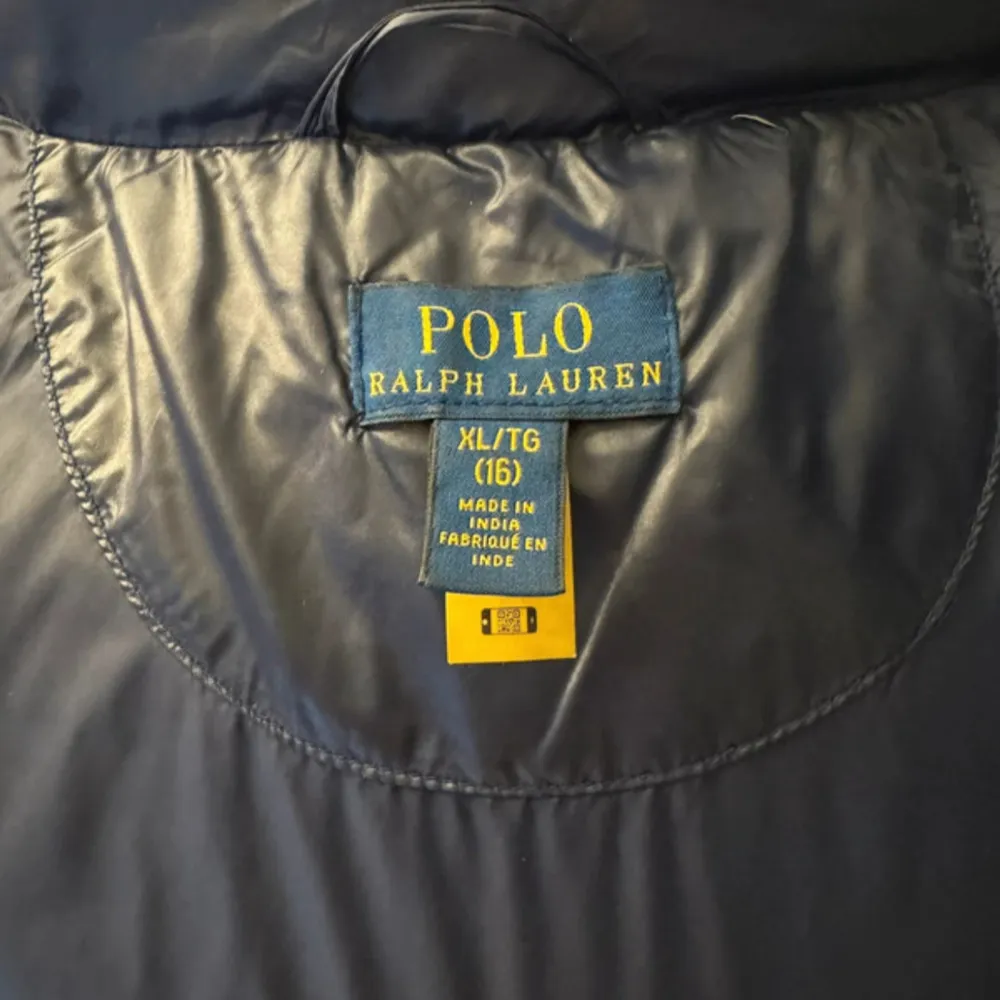 POLO
RALPH LAUREN
XL/TG
(16)
MADE IN
INDIA
FABRIQUÉ EN
INDE